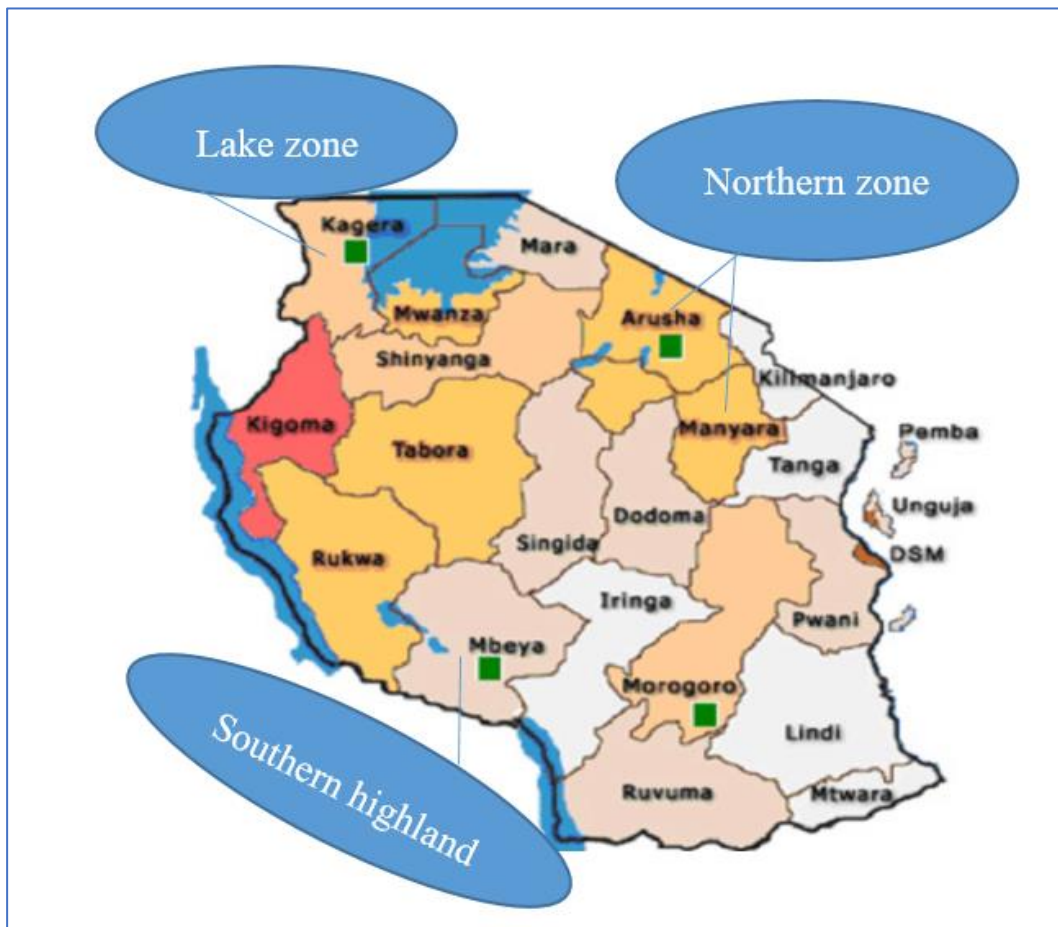 Lake zone
Northern zone
Kagera
Mara
Mwanza
Arusha
Shinyanga
Kilimanjaro
Kigoma
Manyara
Pemba
Tabora
Tanga
Unguja
Dodoma
Singida
DSM
Rukwa
Iringa
Pwani
Mbeya
Morogoro
Lindi
Southern highland
Ruvuma
Mtwara